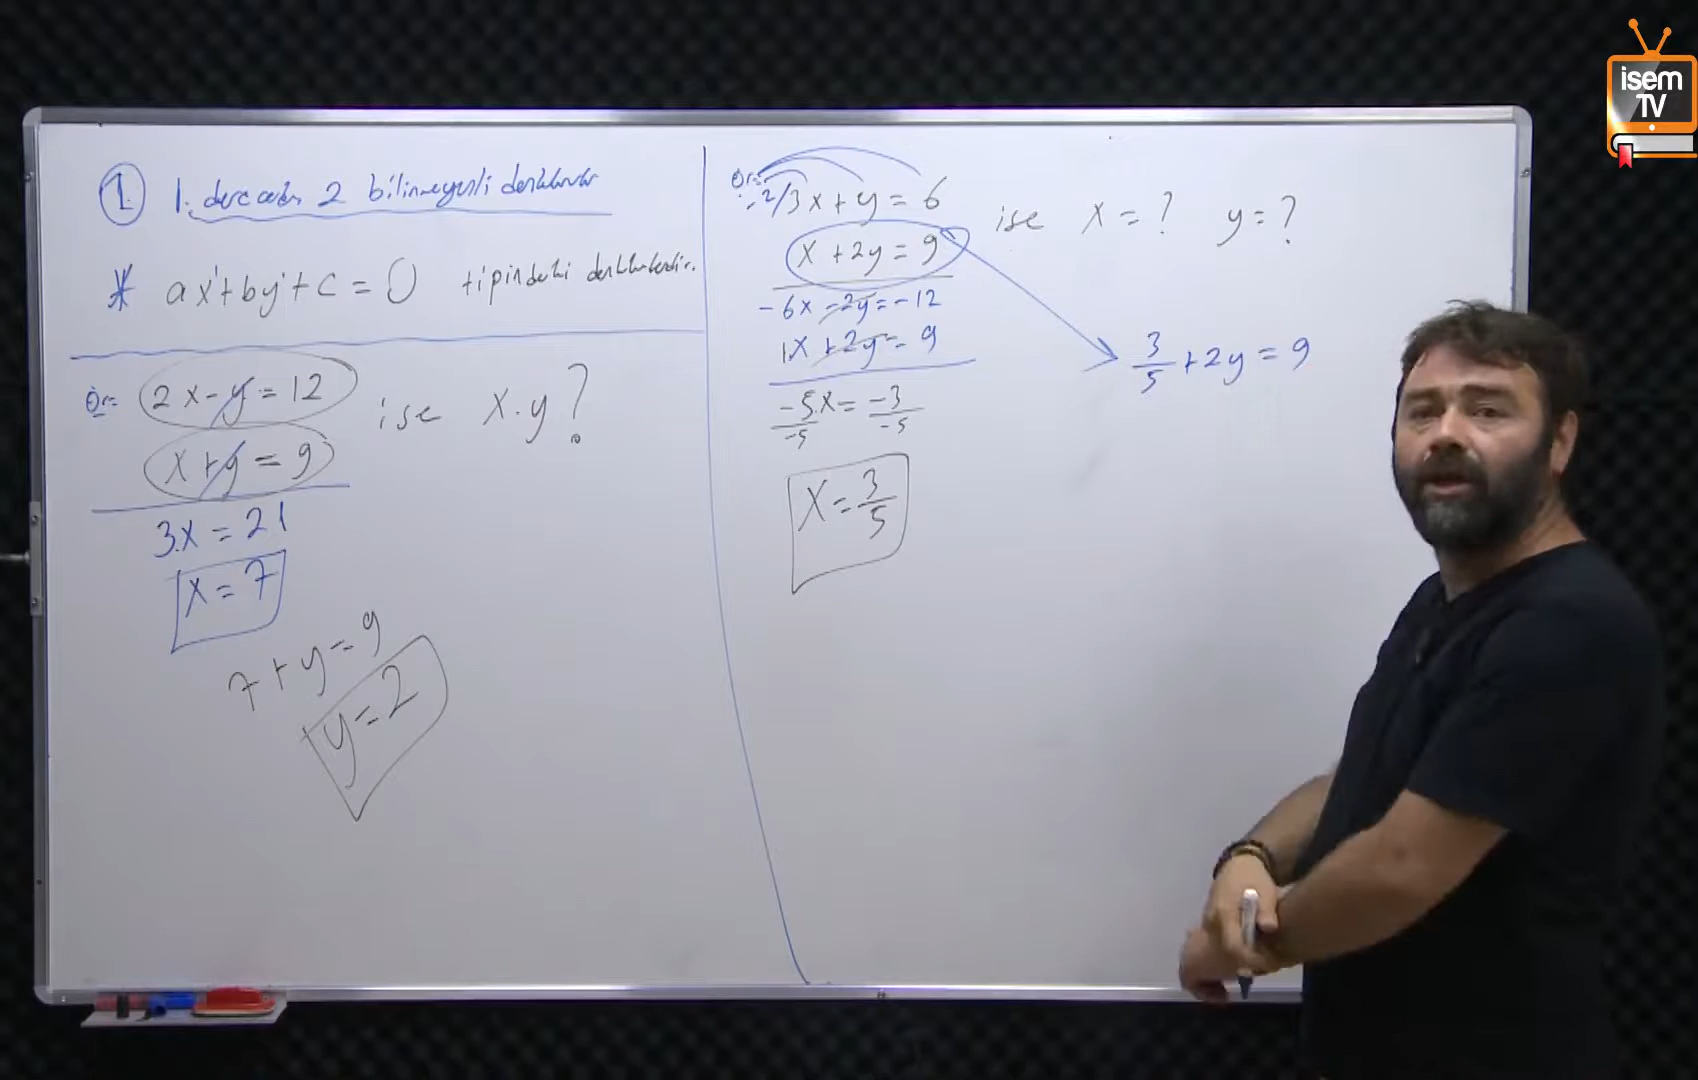 1. 1. derceden 2 bilinmeyenli denklemler
* ax¹+by¹+c=0 tipindeki denklemlerdir.
Ör: 2x-y=12
x+y=9
ise x.y?
3x=21
x=7
7+y=9
y=2
Ör: -2/3x+y=6
x+2y=9
ise x=? y=?
-6x-2y=-12
1x+2y=9
-5x/-5=-3/-5
x=3/5
3/5+2y=9
isem
TV